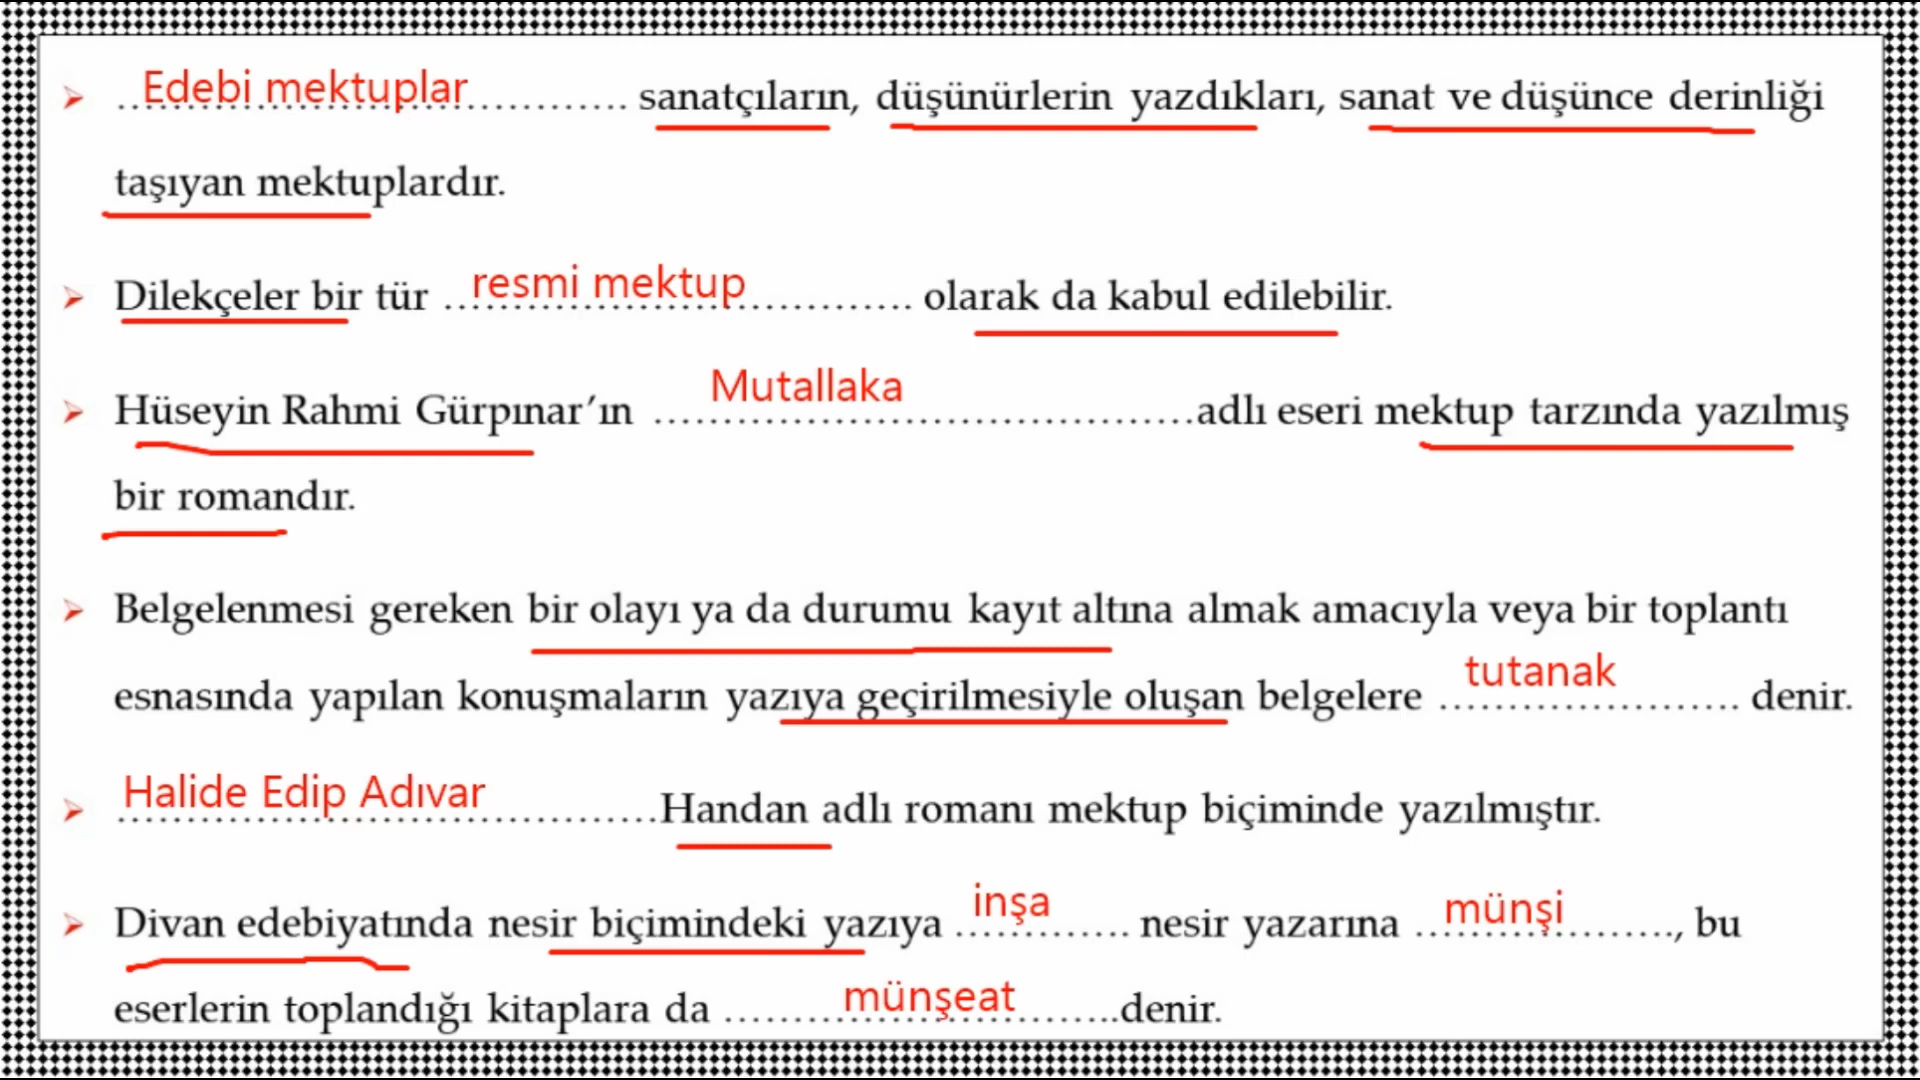 Edebi mektuplar sanatçıların, düşünürlerin yazdıkları, sanat ve düşünce derinliği
taşıyan mektuplardır.
Dilekçeler bir tür resmi mektup olarak da kabul edilebilir.
Hüseyin Rahmi Gürpınar’ın Mutallaka adlı eseri mektup tarzında yazılmış
bir romandır.
Belgelenmesi gereken bir olayı ya da durumu kayıt altına almak amacıyla veya bir toplantı
esnasında yapılan konuşmaların yazıya geçirilmesiyle oluşan belgelere tutanak denir.
Halide Edip Adıvar Handan adlı romanı mektup biçiminde yazılmıştır.
Divan edebiyatında nesir biçimindeki yazıya inşa nesir yazarına münşi, bu
eserlerin toplandığı kitaplara da münşeat denir.